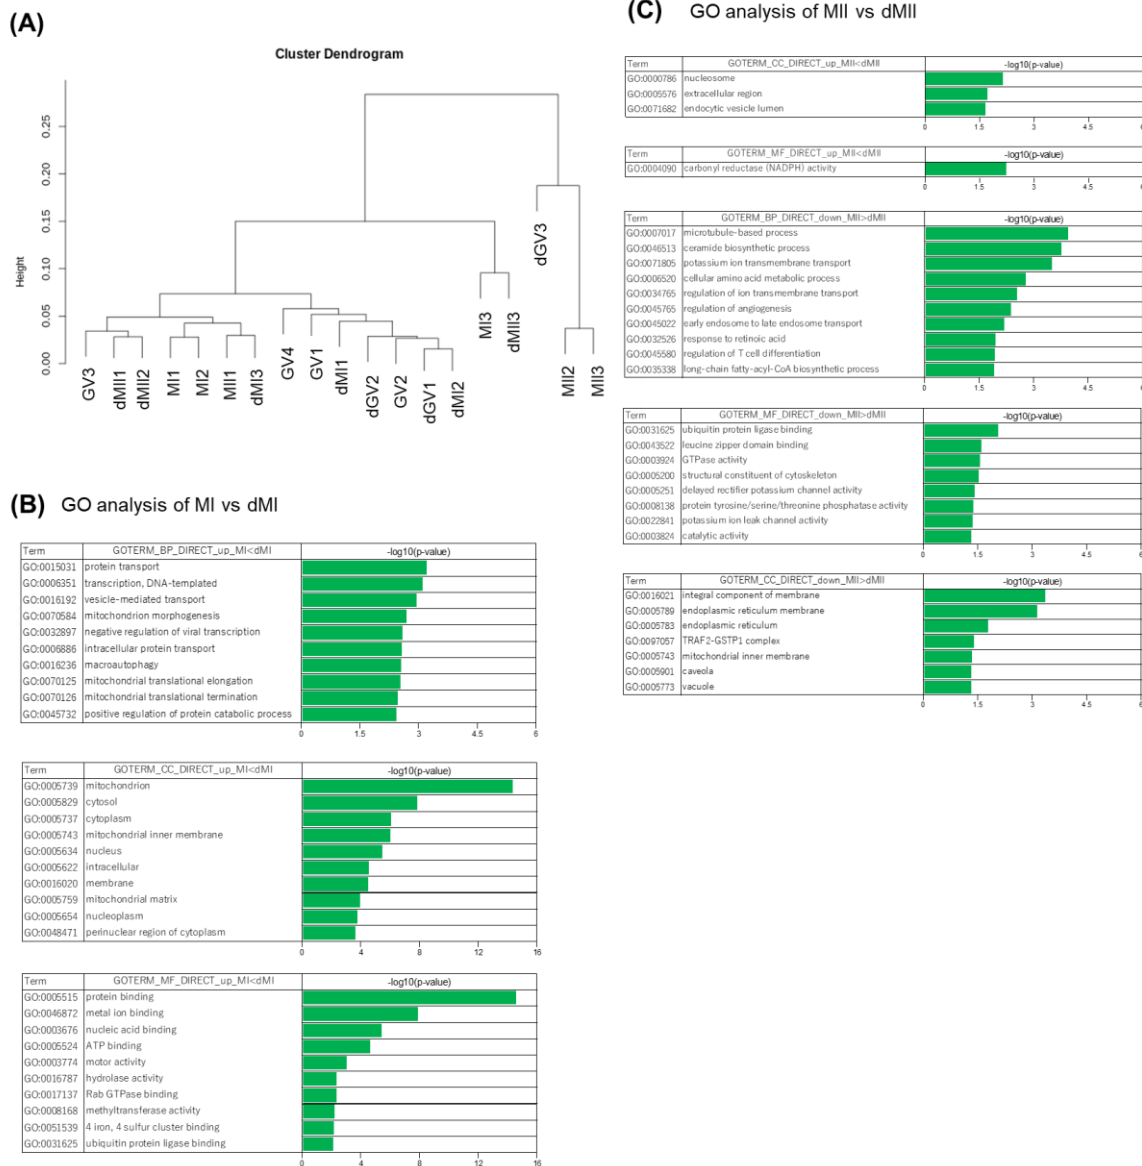 (A)
Cluster Dendrogram
Height
0.00 0.05 0.10 0.15 0.20 0.25
GV3 dMII1 dMII2 MI1 MI2 MII1 dMI3 GV4 GV1 dMI1 dGV2 GV2 dGV1 dMI2 MI3 dMII3 dGV3 MII2 MII3
(B) GO analysis of MI vs dMI
Term GOTERM_BP_DIRECT_up_MI<dMI -log10(p-value)
GO:0015031 protein transport
GO:0006351 transcription, DNA-templated
GO:0016192 vesicle-mediated transport
GO:0070584 mitochondrion morphogenesis
GO:0032897 negative regulation of viral transcription
GO:0006886 intracellular protein transport
GO:0016236 macroautophagy
GO:0070125 mitochondrial translational elongation
GO:0070126 mitochondrial translational termination
GO:0045732 positive regulation of protein catabolic process
0 1.5 3 4.5 6
Term GOTERM_CC_DIRECT_up_MI<dMI -log10(p-value)
GO:0005739 mitochondrion
GO:0005829 cytosol
GO:0005737 cytoplasm
GO:0005743 mitochondrial inner membrane
GO:0005634 nucleus
GO:0005622 intracellular
GO:0016020 membrane
GO:0005759 mitochondrial matrix
GO:0005654 nucleoplasm
GO:0048471 perinuclear region of cytoplasm
0 4 8 12 16
Term GOTERM_MF_DIRECT_up_MI<dMI -log10(p-value)
GO:0005515 protein binding
GO:0046872 metal ion binding
GO:0003676 nucleic acid binding
GO:0005524 ATP binding
GO:0003774 motor activity
GO:0016787 hydrolase activity
GO:0017137 Rab GTPase binding
GO:0008168 methyltransferase activity
GO:0051539 4 iron, 4 sulfur cluster binding
GO:0031625 ubiquitin protein ligase binding
0 4 8 12 16
(C) GO analysis of MII vs dMII
Term GOTERM_CC_DIRECT_up_MII<dMII -log10(p-value)
GO:0000786 nucleosome
GO:0005576 extracellular region
GO:0071682 endocytic vesicle lumen
0 1.5 3 4.5 6
Term GOTERM_MF_DIRECT_up_MII<dMII -log10(p-value)
GO:0004090 carbonyl reductase (NADPH) activity
0 1.5 3 4.5 6
Term GOTERM_BP_DIRECT_down_MII>dMII -log10(p-value)
GO:0007017 microtubule-based process
GO:0046513 ceramide biosynthetic process
GO:0071805 potassium ion transmembrane transport
GO:0006520 cellular amino acid metabolic process
GO:0034765 regulation of ion transmembrane transport
GO:0045765 regulation of angiogenesis
GO:0045022 early endosome to late endosome transport
GO:0032526 response to retinoic acid
GO:0045580 regulation of T cell differentiation
GO:0035338 long-chain fatty-acyl-CoA biosynthetic process
0 1.5 3 4.5 6
Term GOTERM_MF_DIRECT_down_MII>dMII -log10(p-value)
GO:0031625 ubiquitin protein ligase binding
GO:0043522 leucine zipper domain binding
GO:0003924 GTPase activity
GO:0005200 structural constituent of cytoskeleton
GO:0005251 delayed rectifier potassium channel activity
GO:0008138 protein tyrosine/serine/threonine phosphatase activity
GO:0022841 potassium ion leak channel activity
GO:0003824 catalytic activity
0 1.5 3 4.5 6
Term GOTERM_CC_DIRECT_down_MII>dMII -log10(p-value)
GO:0016021 integral component of membrane
GO:0005789 endoplasmic reticulum membrane
GO:0005783 endoplasmic reticulum
GO:0097057 TRAF2-GSTP1 complex
GO:0005743 mitochondrial inner membrane
GO:0005901 caveola
GO:0005773 vacuole
0 1.5 3 4.5 6